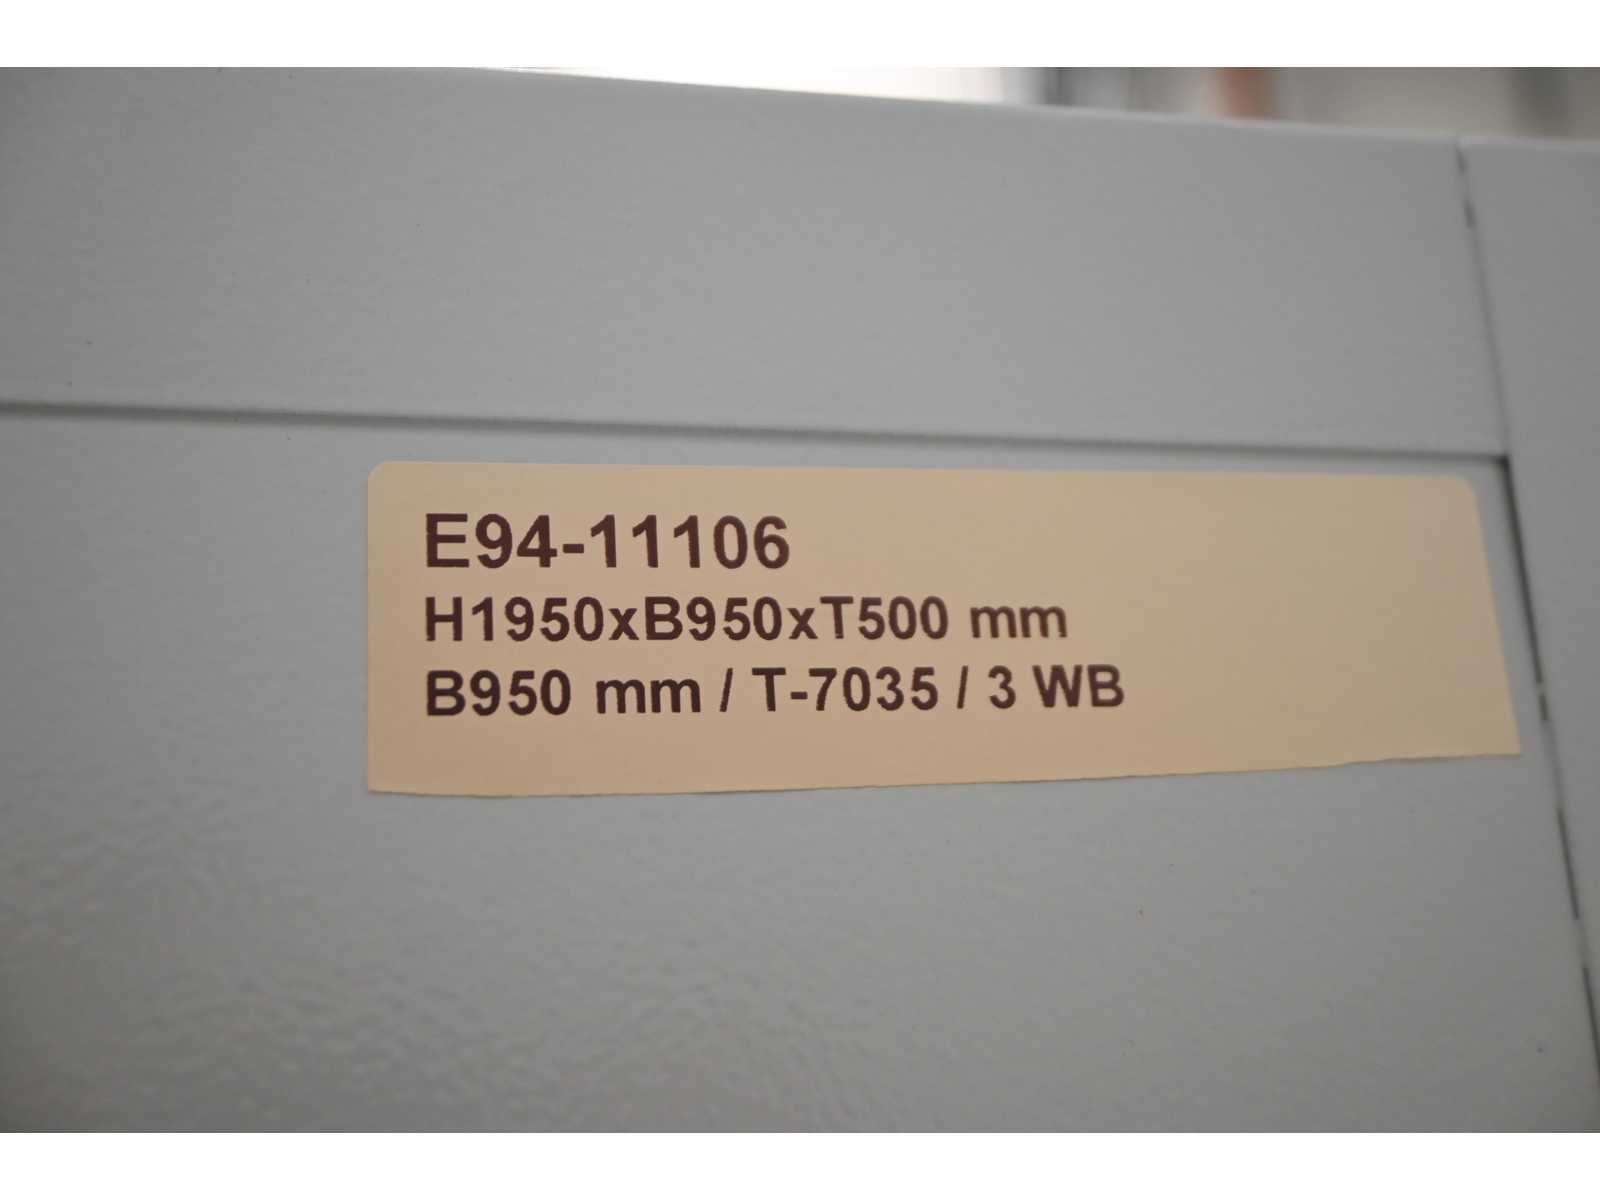 E94-11106
H1950xB950xT500 mm
B950 mm / T-7035 / 3 WB